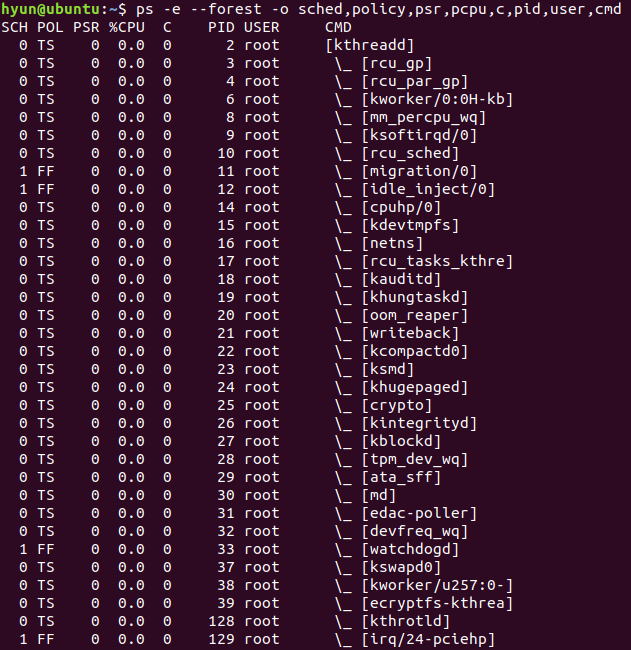 hyun@ubuntu:~$ ps -e --forest -o sched,policy,psr,pcpu,c,pid,user,cmd
SCH POL PSR %CPU  C    PID USER     CMD
  0 TS    0  0.0  0      2 root     [kthreadd]
  0 TS    0  0.0  0      3 root      \_ [rcu_gp]
  0 TS    0  0.0  0      4 root      \_ [rcu_par_gp]
  0 TS    0  0.0  0      6 root      \_ [kworker/0:0H-kb]
  0 TS    0  0.0  0      8 root      \_ [mm_percpu_wq]
  0 TS    0  0.0  0      9 root      \_ [ksoftirqd/0]
  0 TS    0  0.0  0     10 root      \_ [rcu_sched]
  1 FF    0  0.0  0     11 root      \_ [migration/0]
  1 FF    0  0.0  0     12 root      \_ [idle_inject/0]
  0 TS    0  0.0  0     14 root      \_ [cpuhp/0]
  0 TS    0  0.0  0     15 root      \_ [kdevtmpfs]
  0 TS    0  0.0  0     16 root      \_ [netns]
  0 TS    0  0.0  0     17 root      \_ [rcu_tasks_kthre]
  0 TS    0  0.0  0     18 root      \_ [kauditd]
  0 TS    0  0.0  0     19 root      \_ [khungtaskd]
  0 TS    0  0.0  0     20 root      \_ [oom_reaper]
  0 TS    0  0.0  0     21 root      \_ [writeback]
  0 TS    0  0.0  0     22 root      \_ [kcompactd0]
  0 TS    0  0.0  0     23 root      \_ [ksmd]
  0 TS    0  0.0  0     24 root      \_ [khugepaged]
  0 TS    0  0.0  0     25 root      \_ [crypto]
  0 TS    0  0.0  0     26 root      \_ [kintegrityd]
  0 TS    0  0.0  0     27 root      \_ [kblockd]
  0 TS    0  0.0  0     28 root      \_ [tpm_dev_wq]
  0 TS    0  0.0  0     29 root      \_ [ata_sff]
  0 TS    0  0.0  0     30 root      \_ [md]
  0 TS    0  0.0  0     31 root      \_ [edac-poller]
  0 TS    0  0.0  0     32 root      \_ [devfreq_wq]
  1 FF    0  0.0  0     33 root      \_ [watchdogd]
  0 TS    0  0.0  0     37 root      \_ [kswapd0]
  0 TS    0  0.0  0     38 root      \_ [kworker/u257:0-]
  0 TS    0  0.0  0     39 root      \_ [ecryptfs-kthrea]
  0 TS    0  0.0  0    128 root      \_ [kthrotld]
  1 FF    0  0.0  0    129 root      \_ [irq/24-pciehp]